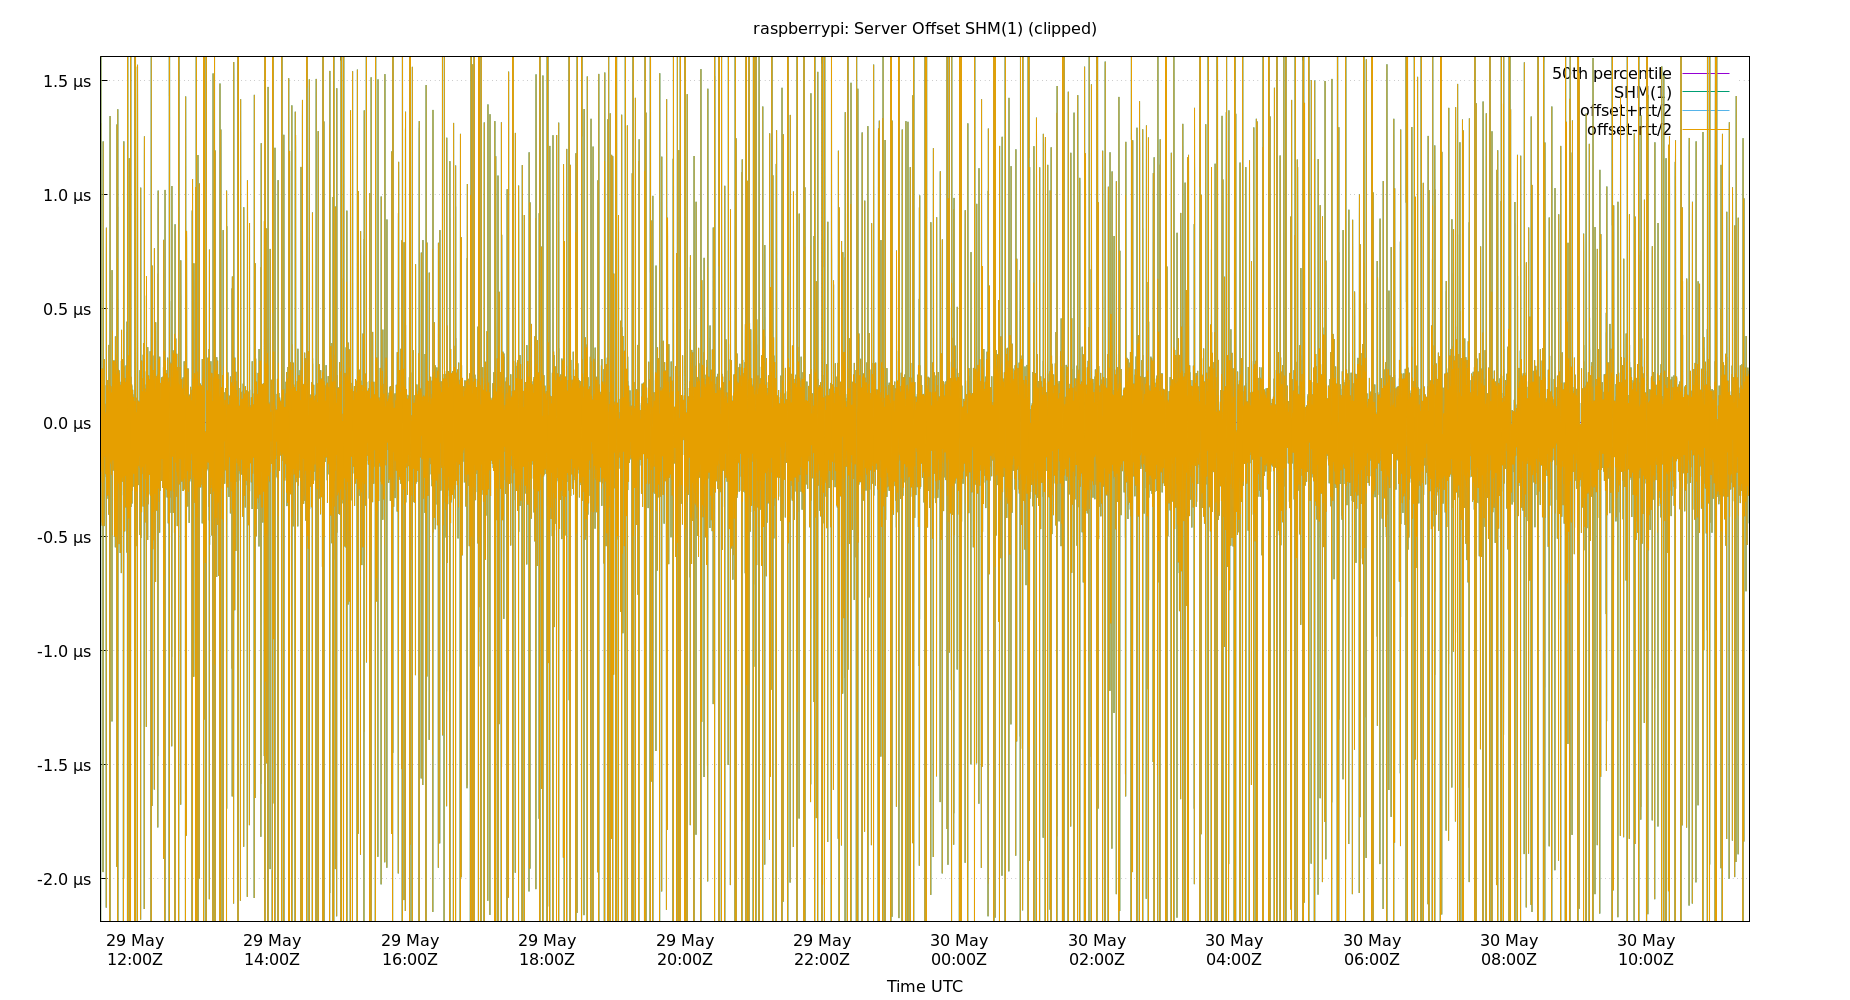 raspberrypi: Server Offset SHM(1) (clipped)
1.5 µs
1.0 µs
0.5 µs
0.0 µs
-0.5 µs
-1.0 µs
-1.5 µs
-2.0 µs
50th percentile
SHM(1)
offset+rtt/2
offset-rtt/2
29 May 29 May 29 May 29 May 29 May 29 May 30 May 30 May 30 May 30 May 30 May 30 May
12:00Z 14:00Z 16:00Z 18:00Z 20:00Z 22:00Z 00:00Z 02:00Z 04:00Z 06:00Z 08:00Z 10:00Z
Time UTC